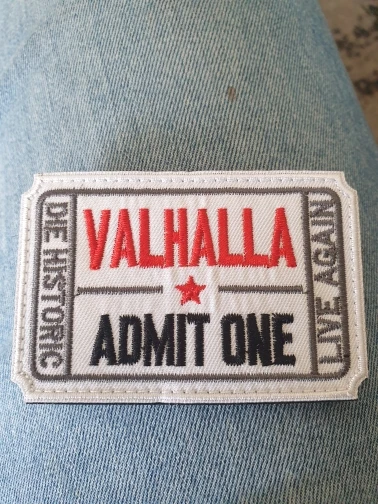 DIE HISTORIC
VALHALLA
ADMIT ONE
LIVE AGAIN